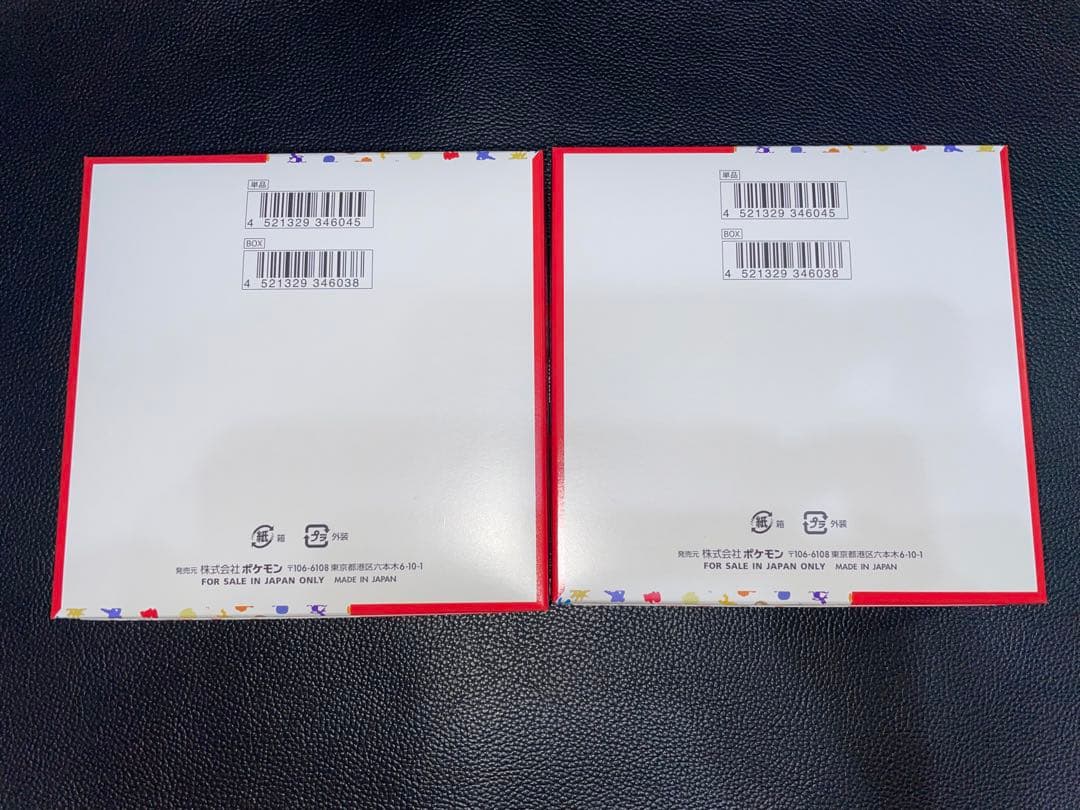 単品
4 521329 346045
BOX
4 521329 346038
紙 箱 プラ 外装
発売元 株式会社 ポケモン 〒106-6108 東京都港区六本木6-10-1
FOR SALE IN JAPAN ONLY MADE IN JAPAN
単品
4 521329 346045
BOX
4 521329 346038
紙 箱 プラ 外装
発売元 株式会社 ポケモン 〒106-6108 東京都港区六本木6-10-1
FOR SALE IN JAPAN ONLY MADE IN JAPAN